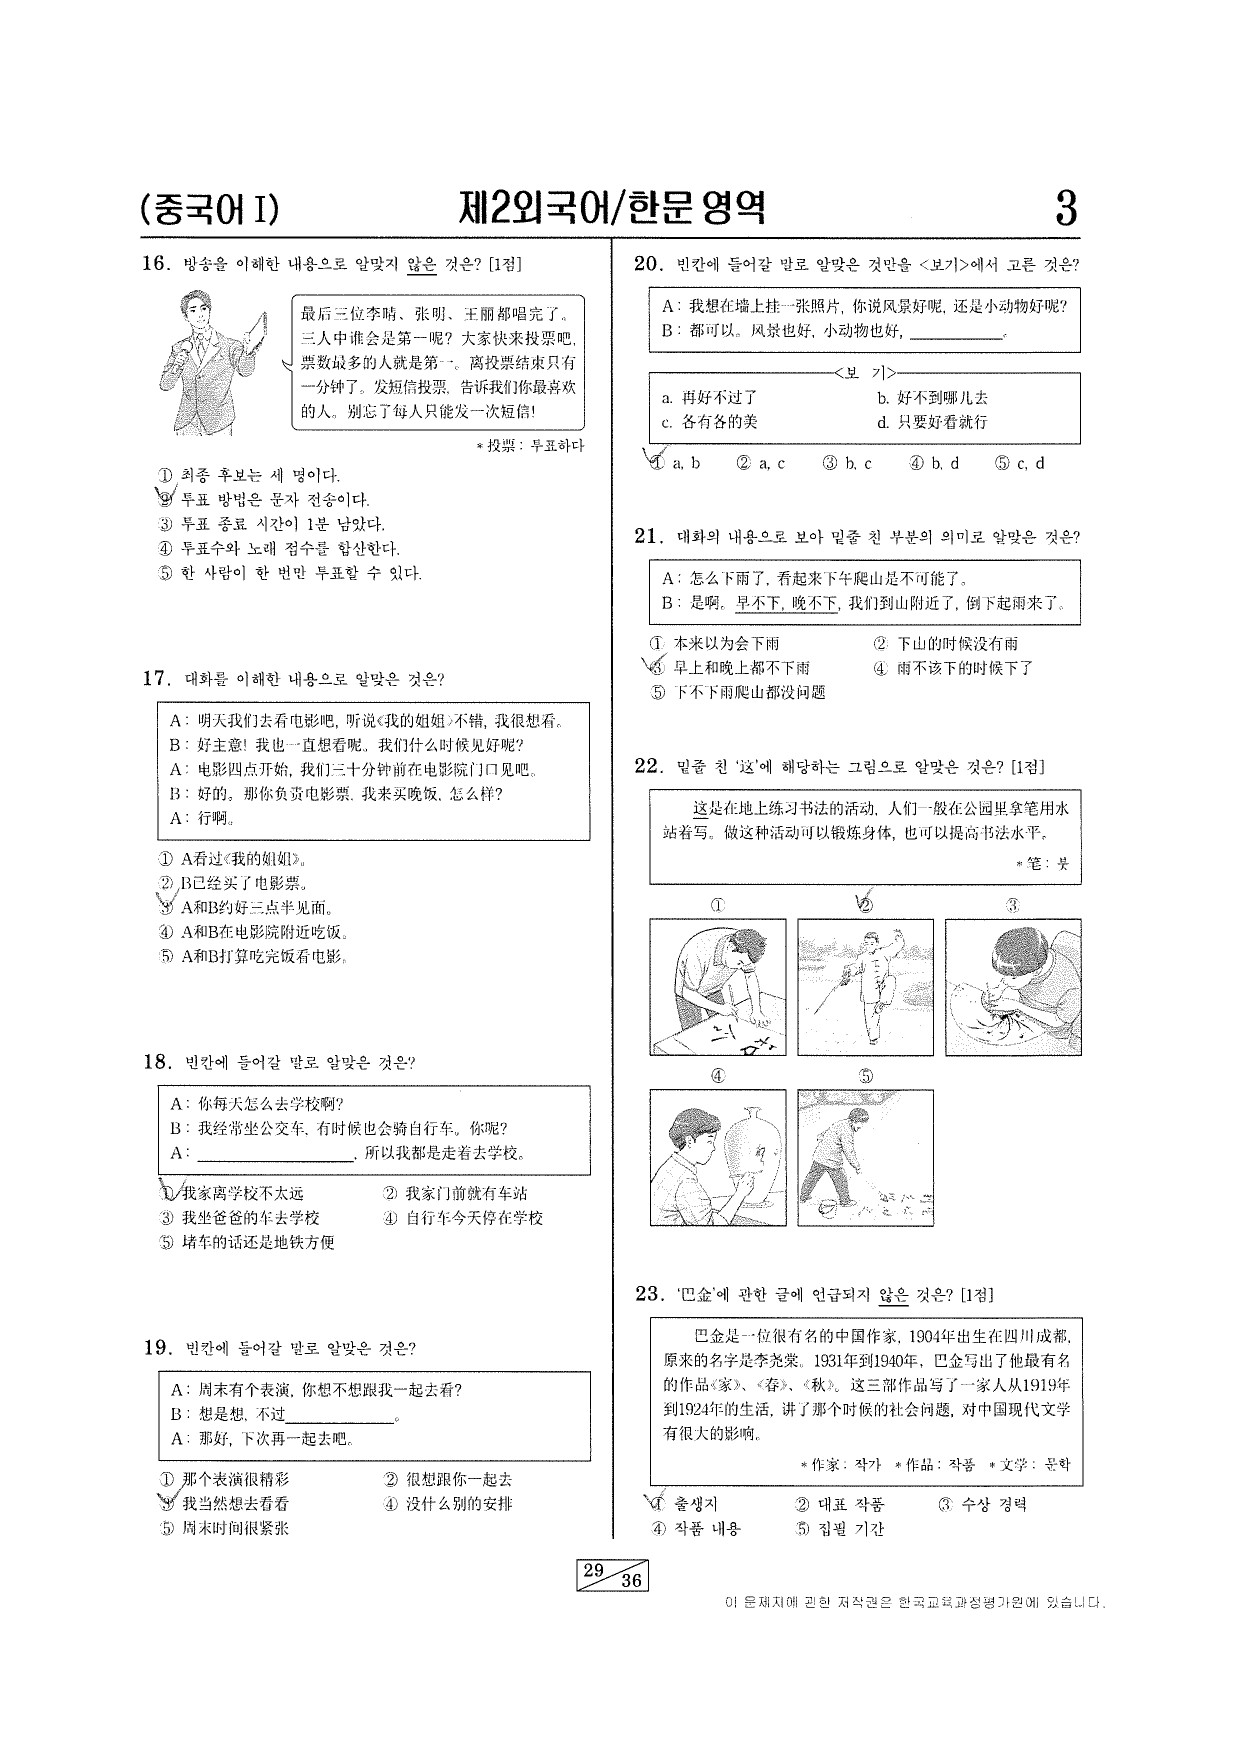 (중국어 I)
제2외국어/한문 영역
3
16. 방송을 이해한 내용으로 알맞지 않은 것은? [1점]
最后三位李晴、张明、王丽都唱完了。
三人中谁会是第一呢? 大家快来投票吧,
票数最多的人就是第一。离投票结束只有
一分钟了。发短信投票, 告诉我们你最喜欢
的人。别忘了每人只能发一次短信!
* 投票 : 투표하다
① 최종 후보는 세 명이다.
② 투표 방법은 문자 전송이다.
③ 투표 종료 시간이 1분 남았다.
④ 투표수와 노래 점수를 합산한다.
⑤ 한 사람이 한 번만 투표할 수 있다.
17. 대화를 이해한 내용으로 알맞은 것은?
A : 明天我们去看电影吧, 听说《我的姐姐》不错, 我很想看。
B : 好主意! 我也一直想看呢。我们什么时候见好呢?
A : 电影四点开始, 我们三十分钟前在电影院门口见吧。
B : 好的。那你负责电影票, 我来买晚饭, 怎么样?
A : 行啊。
① A看过《我的姐姐》。
② B已经买了电影票。
③ A和B约好三点半见面。
④ A和B在电影院附近吃饭。
⑤ A和B打算吃完饭看电影。
18. 빈칸에 들어갈 말로 알맞은 것은?
A : 你每天怎么去学校啊?
B : 我经常坐公交车, 有时候也会骑自行车。你呢?
A : ____________________, 所以我都是走着去学校。
① 我家离学校不太远
② 我家门前就有车站
③ 我坐爸爸的车去学校
④ 自行车今天停在学校
⑤ 堵车的话还是地铁方便
19. 빈칸에 들어갈 말로 알맞은 것은?
A : 周末有个表演, 你想不想跟我一起去看?
B : 想是想, 不过______________。
A : 那好, 下次再一起去吧。
① 那个表演很精彩
② 很想跟你一起去
③ 我当然想去看看
④ 没什么别的安排
⑤ 周末时间很紧张
20. 빈칸에 들어갈 말로 알맞은 것만을 <보기>에서 고른 것은?
A : 我想在墙上挂一张照片, 你说风景好呢, 还是小动物好呢?
B : 都可以。风景也好, 小动物也好, ____________。
<보 기>
a. 再好不过了
b. 好不到哪儿去
c. 各有各的美
d. 只要好看就行
① a, b ② a, c ③ b, c ④ b, d ⑤ c, d
21. 대화의 내용으로 보아 밑줄 친 부분의 의미로 알맞은 것은?
A : 怎么下雨了, 看起来下午爬山是不可能了。
B : 是啊。早不下, 晚不下, 我们到山附近了, 倒下起雨来了。
① 本来以为会下雨
② 下山的时候没有雨
③ 早上和晚上都不下雨
④ 雨不该下的时候下了
⑤ 下不下雨爬山都没问题
22. 밑줄 친 '这'에 해당하는 그림으로 알맞은 것은? [1점]
这是在地上练习书法的活动, 人们一般在公园里拿笔用水
站着写。做这种活动可以锻炼身体, 也可以提高书法水平。
* 笔 : 붓
① ② ③
④ ⑤
23. '巴金'에 관한 글에 언급되지 않은 것은? [1점]
巴金是一位很有名的中国作家, 1904年出生在四川成都,
原来的名字是李尧棠。1931年到1940年, 巴金写出了他最有名
的作品《家》、《春》、《秋》。这三部作品写了一家人从1919年
到1924年的生活, 讲了那个时候的社会问题, 对中国现代文学
有很大的影响。
* 作家 : 작가 * 作品 : 작품 * 文学 : 문학
① 출생지 ② 대표 작품 ③ 수상 경력
④ 작품 내용 ⑤ 집필 기간
29
36
이 문제지에 관한 저작권은 한국교육과정평가원에 있습니다.